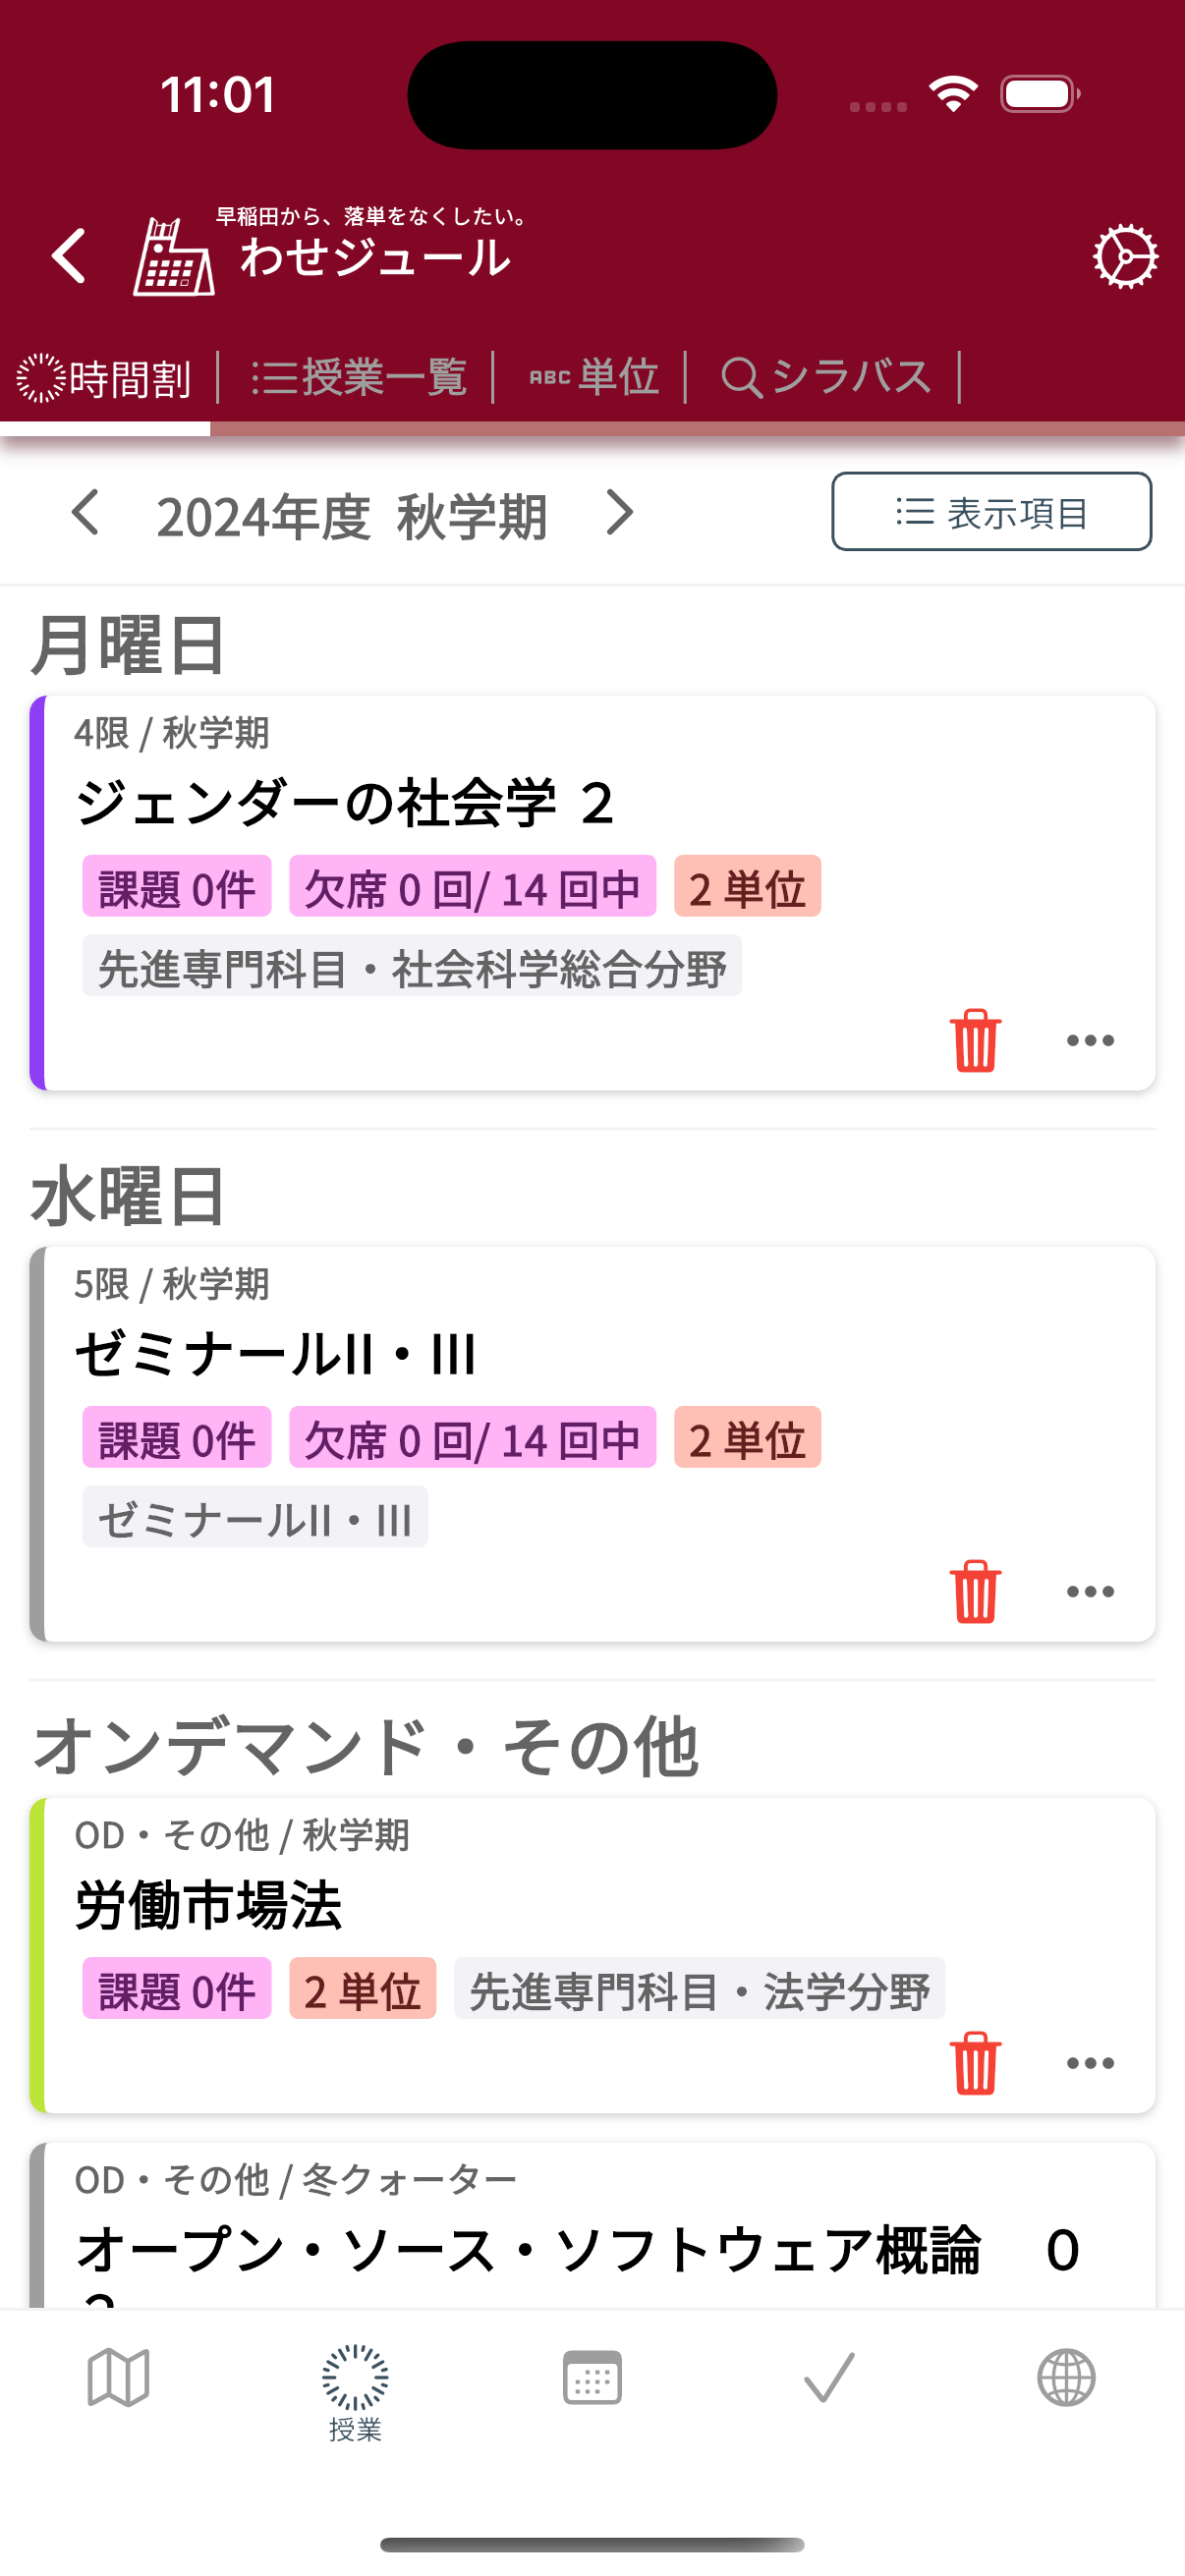 11:01
早稲田から、落単をなくしたい。
わせジュール
時間割 授業一覧 ABC 単位 シラバス
2024年度 秋学期 表示項目
月曜日
4限 / 秋学期
ジェンダーの社会学 2
課題 0件 欠席 0 回/ 14 回中 2 単位
先進専門科目・社会科学総合分野
水曜日
5限 / 秋学期
ゼミナールII・III
課題 0件 欠席 0 回/ 14 回中 2 単位
ゼミナールII・III
オンデマンド・その他
OD・その他 / 秋学期
労働市場法
課題 0件 2 単位 先進専門科目・法学分野
OD・その他 / 冬クォーター
オープン・ソース・ソフトウェア概論　０
授業